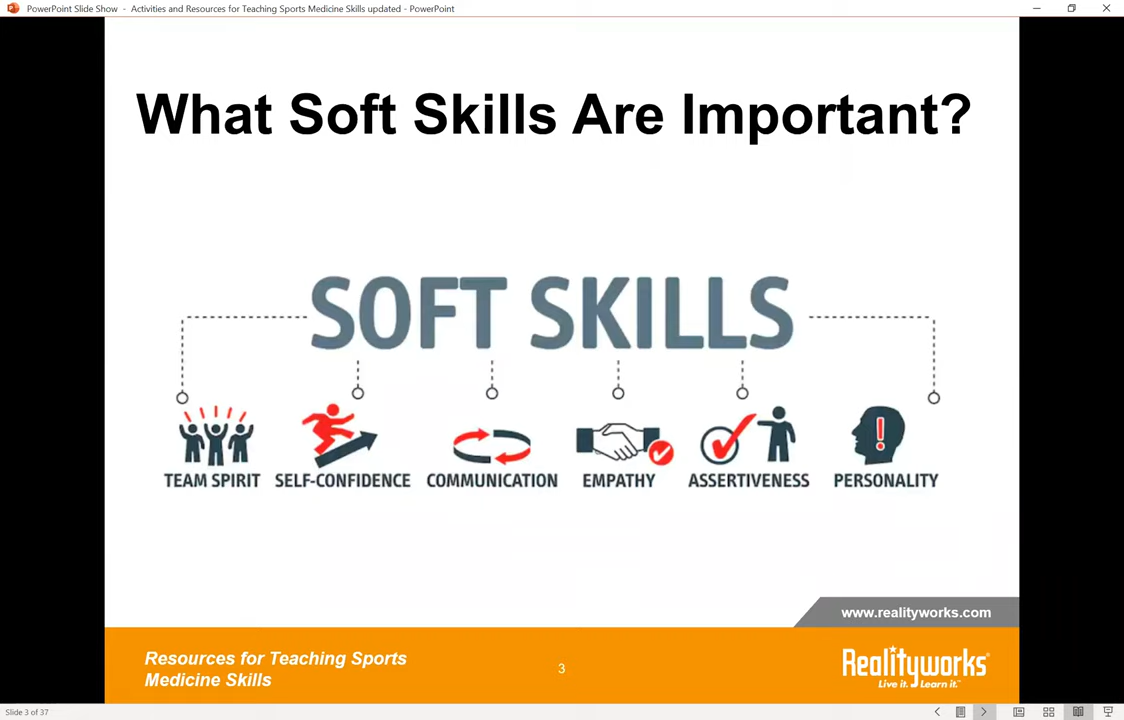 PowerPoint Slide Show - Activities and Resources for Teaching Sports Medicine Skills updated - PowerPoint
What Soft Skills Are Important?
SOFT SKILLS
TEAM SPIRIT SELF-CONFIDENCE COMMUNICATION EMPATHY ASSERTIVENESS PERSONALITY
www.realityworks.com
Resources for Teaching Sports
Medicine Skills
3
Realityworks®
Live it. Learn it.™
Slide 3 of 37